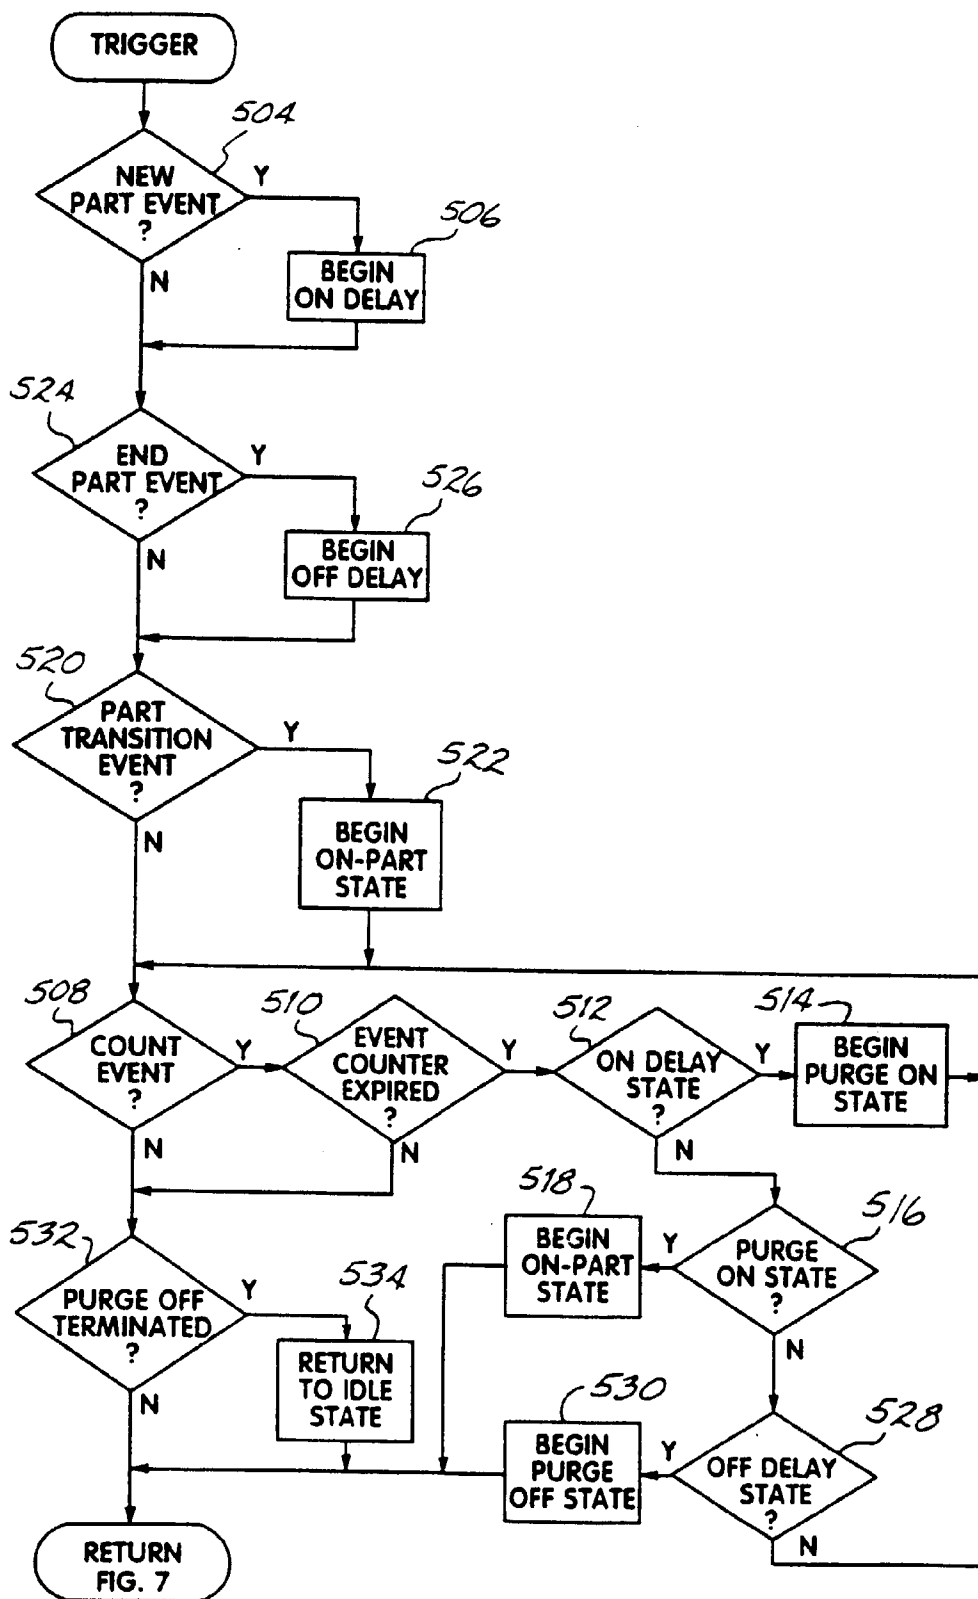 TRIGGER
504
NEW
PART EVENT
?
Y
N
506
BEGIN
ON DELAY
524
END
PART EVENT
?
Y
N
526
BEGIN
OFF DELAY
520
PART
TRANSITION
EVENT
?
Y
N
522
BEGIN
ON-PART
STATE
508
COUNT
EVENT
?
Y
N
510
EVENT
COUNTER
EXPIRED
?
Y
N
512
ON DELAY
STATE
?
Y
N
514
BEGIN
PURGE ON
STATE
516
PURGE
ON STATE
?
Y
N
518
BEGIN
ON-PART
STATE
532
PURGE OFF
TERMINATED
?
Y
N
534
RETURN
TO IDLE
STATE
528
OFF DELAY
STATE
?
Y
N
530
BEGIN
PURGE
OFF STATE
RETURN
FIG. 7